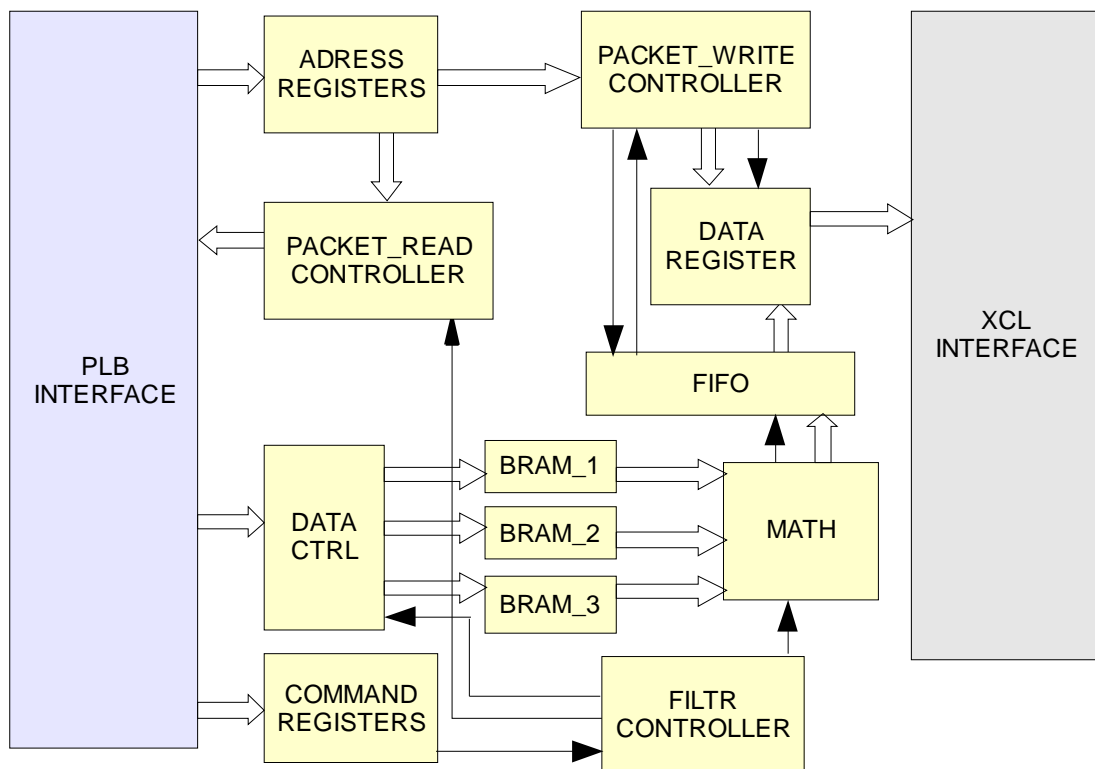 ADRESS
REGISTERS
PACKET_WRITE
CONTROLLER
PACKET_READ
CONTROLLER
DATA
REGISTER
PLB
INTERFACE
XCL
INTERFACE
FIFO
DATA
CTRL
BRAM_1
BRAM_2
BRAM_3
MATH
COMMAND
REGISTERS
FILTR
CONTROLLER